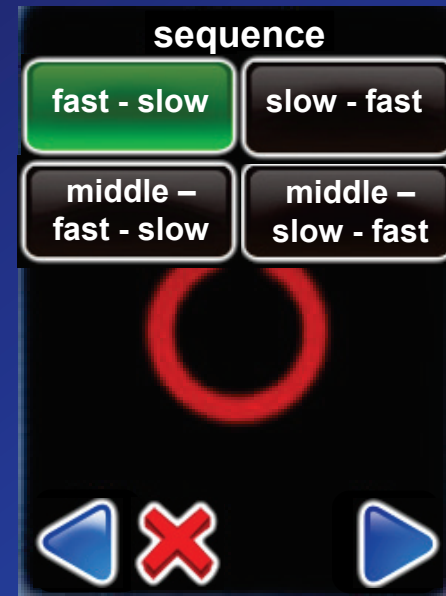 sequence
fast - slow
slow - fast
middle –
fast - slow
middle –
slow - fast